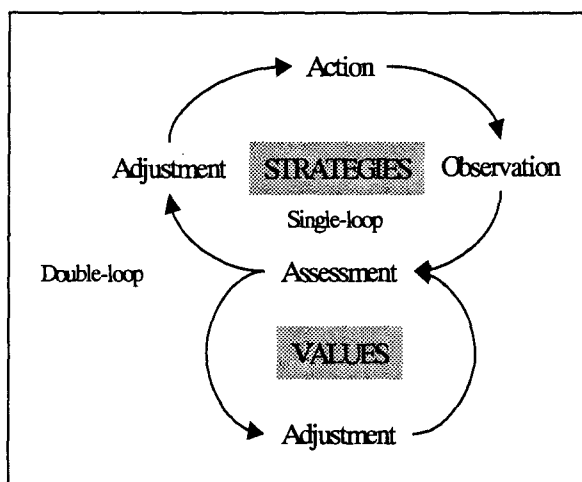 Action
Adjustment STRATEGIES Observation
Single-loop
Double-loop Assessment
VALUES
Adjustment